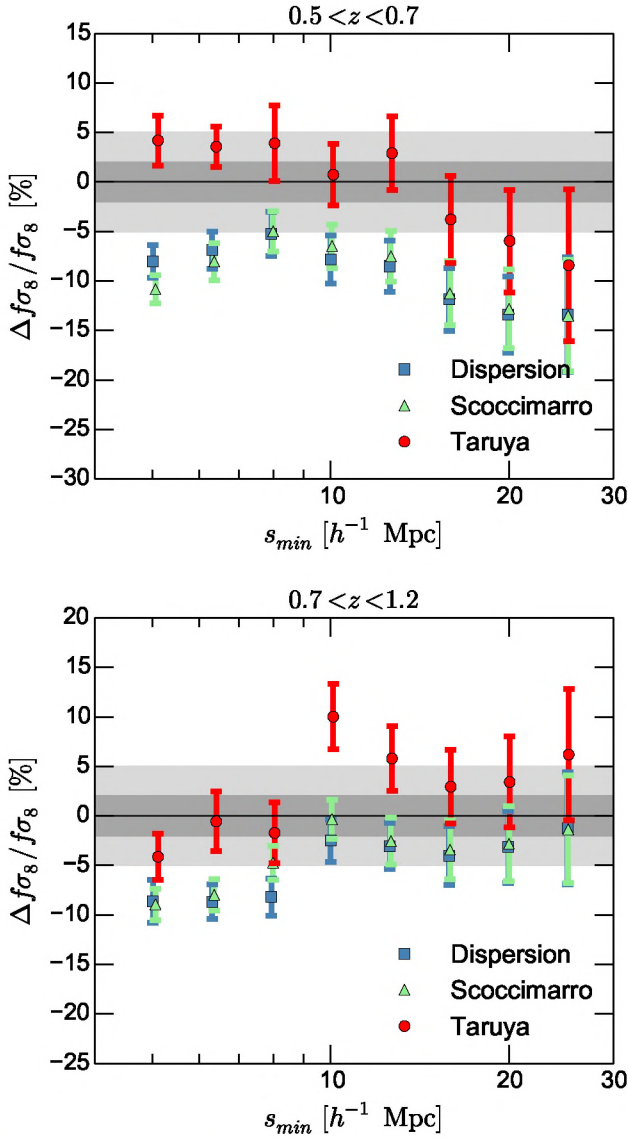 0.5 < z < 0.7
15
10
5
0
−5
−10
−15
−20
−25
−30
Δfσ₈/fσ₈ [%]
Dispersion
Scoccimarro
Taruya
10
20
30
s_min [h⁻¹ Mpc]
0.7 < z < 1.2
20
15
10
5
0
−5
−10
−15
−20
−25
Δfσ₈/fσ₈ [%]
Dispersion
Scoccimarro
Taruya
10
20
30
s_min [h⁻¹ Mpc]